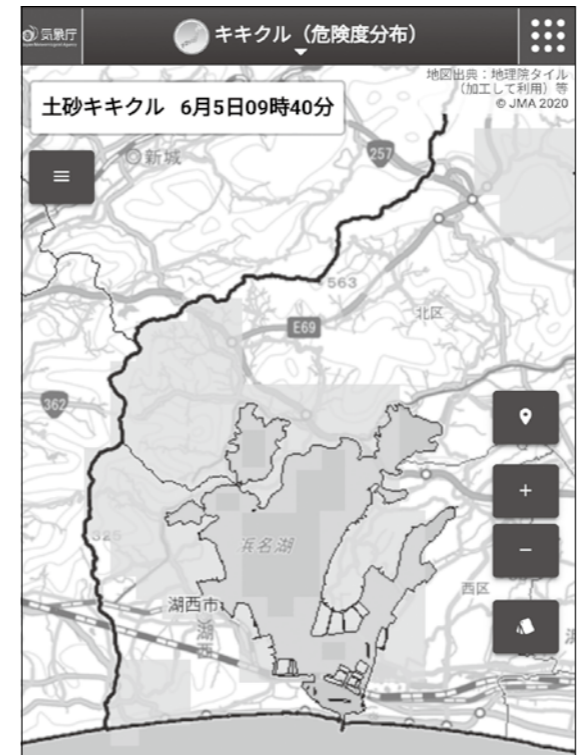 気象庁
キキクル（危険度分布）
地図出典：地理院タイル
（加工して利用）等
© JMA 2020
土砂キキクル 6月5日09時40分
新城
257
563
北区
E69
362
525
浜名湖
西区
湖西市
湖西